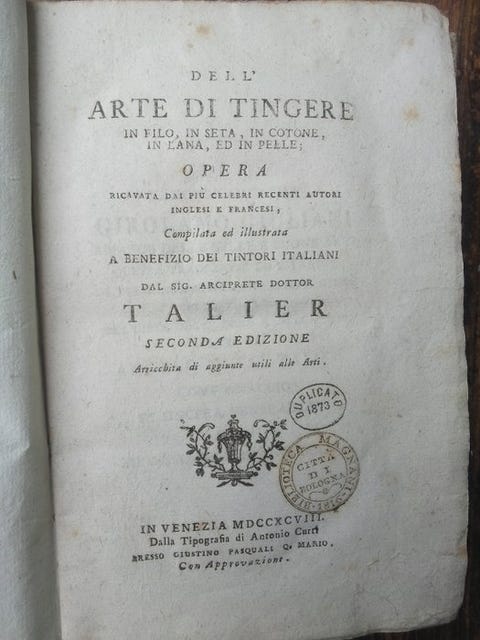 DELL'
ARTE DI TINGERE
IN FILO, IN SETA, IN COTONE,
IN LANA, ED IN PELLE;
OPERA
RICAVATA DAI PIÙ CELEBRI RECENTI AUTORI
INGLESI E FRANCESI,
Compilata ed illustrata
A BENEFIZIO DEI TINTORI ITALIANI
DAL SIG. ARCIPRETE DOTTOR
TALIER
SECONDA EDIZIONE
Arricchita di aggiunte utili alle Arti.
DUPLICATO
1873
BIBLIOTECA MAGNANI
CITTÀ
DI
BOLOGNA
IN VENEZIA MDCCXCVIII.
Dalla Tipografia di Antonio Curti
PRESSO GIUSTINO PASQUALI Q. MARIO.
Con Approvazione.